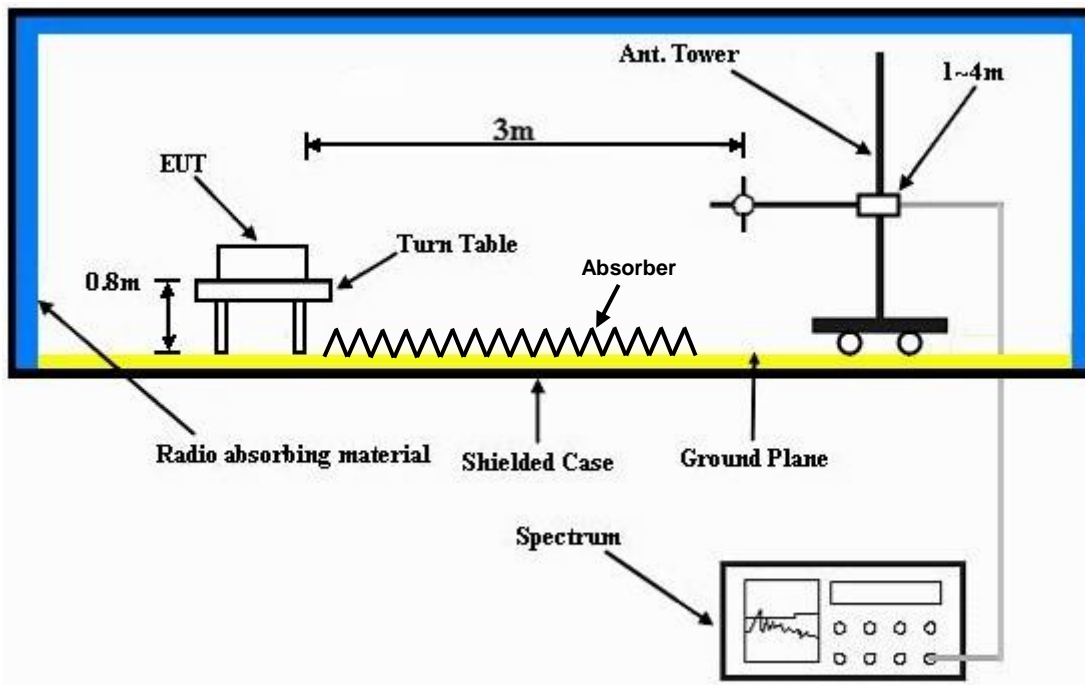 Ant. Tower
1~4m
3m
EUT
Turn Table
Absorber
0.8m
Radio absorbing material
Shielded Case
Ground Plane
Spectrum